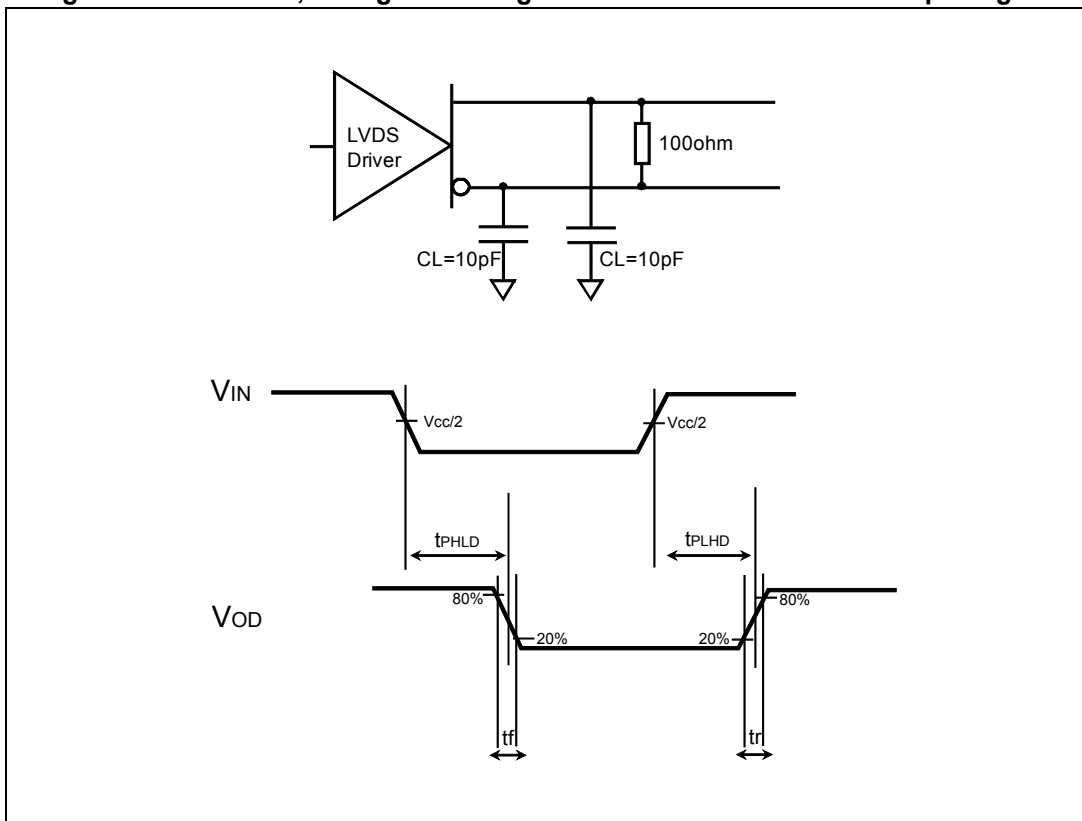 LVDS
Driver
100ohm
CL=10pF
CL=10pF
VIN
Vcc/2
Vcc/2
tPHLD
tPLHD
VOD
80%
80%
20%
20%
tf
tr